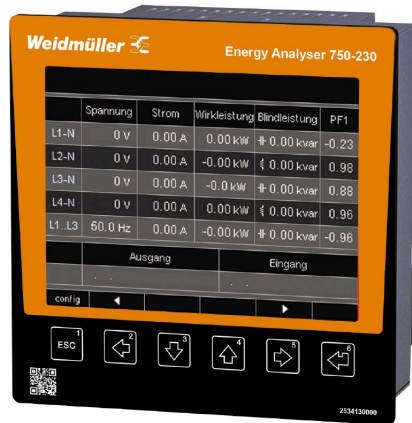 Weidmüller
Energy Analyser 750-230
Spannung Strom Wirkleistung Blindleistung PF1
L1-N 0 V 0.00 A 0.00 kW 0.00 kvar -0.23
L2-N 0 V 0.00 A -0.00 kW 0.00 kvar 0.98
L3-N 0 V 0.00 A -0.0 kW 0.00 kvar 0.88
L4-N 0 V 0.00 A 0.00 kW 0.00 kvar 0.96
L1..L3 50.0 Hz 0.00 A -0.00 kW 0.00 kvar -0.96
Ausgang Eingang
config
ESC 1 2 3 4 5 6
2534130000